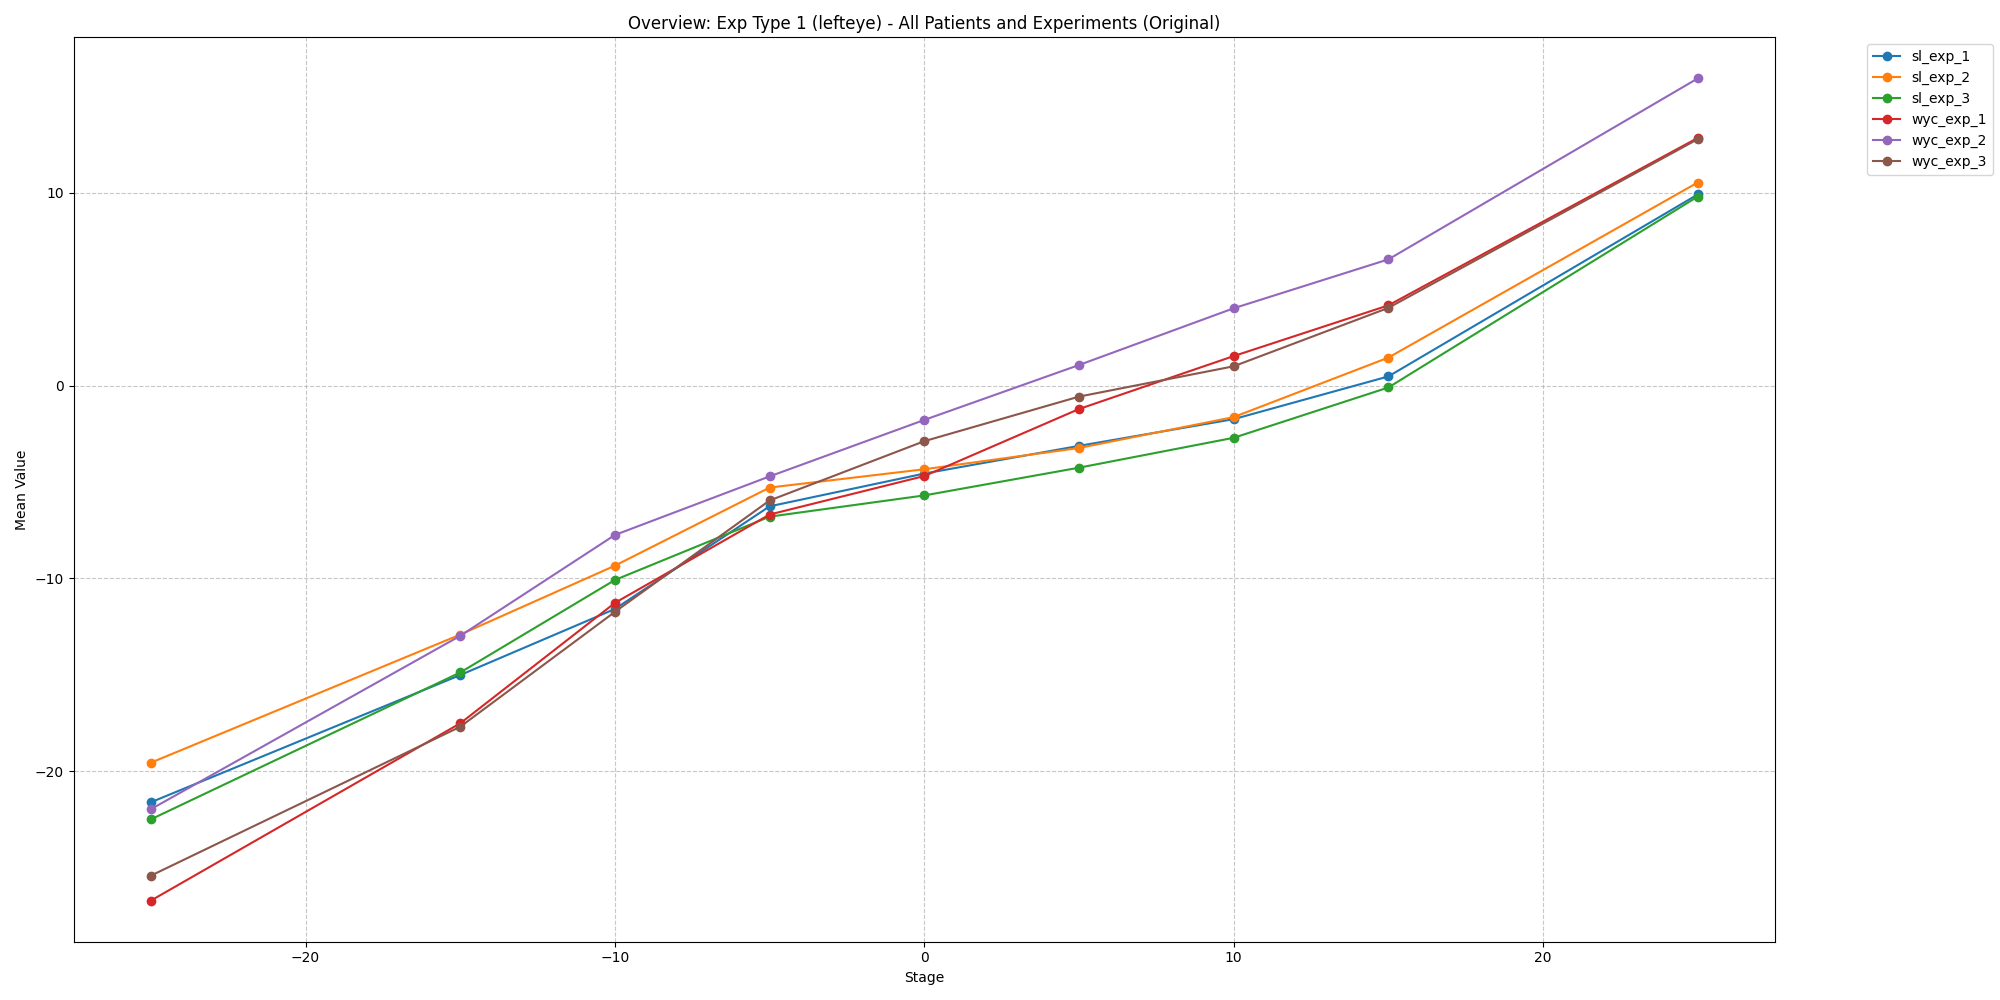 Overview: Exp Type 1 (lefteye) - All Patients and Experiments (Original)
sl_exp_1
sl_exp_2
sl_exp_3
wyc_exp_1
wyc_exp_2
wyc_exp_3
Mean Value
10
0
−10
−20
−20
−10
0
10
20
Stage